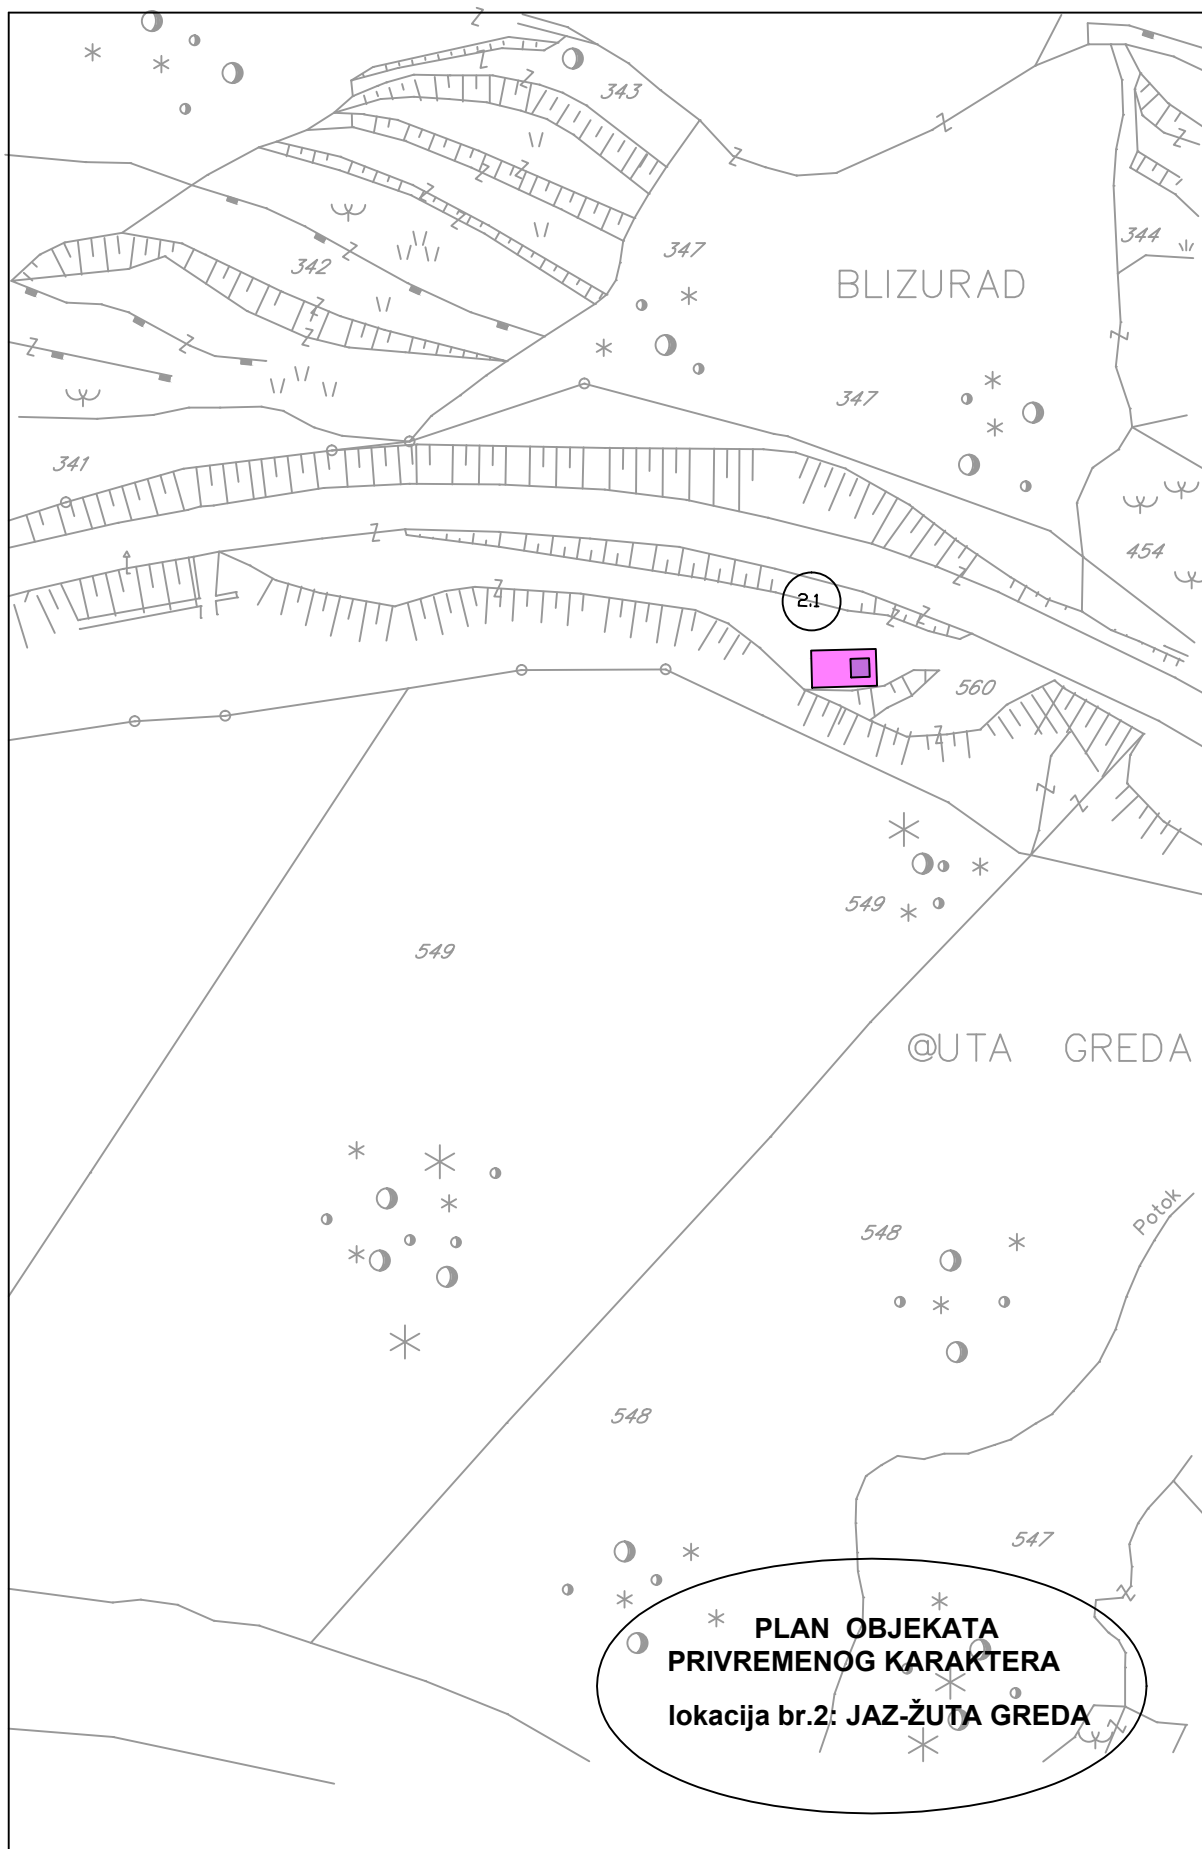 343
347
344
BLIZURAD
342
347
341
454
2.1
560
549
549
@UTA GREDA
Potok
548
548
547
PLAN OBJEKATA
PRIVREMENOG KARAKTERA
lokacija br.2: JAZ-ŽUTA GREDA